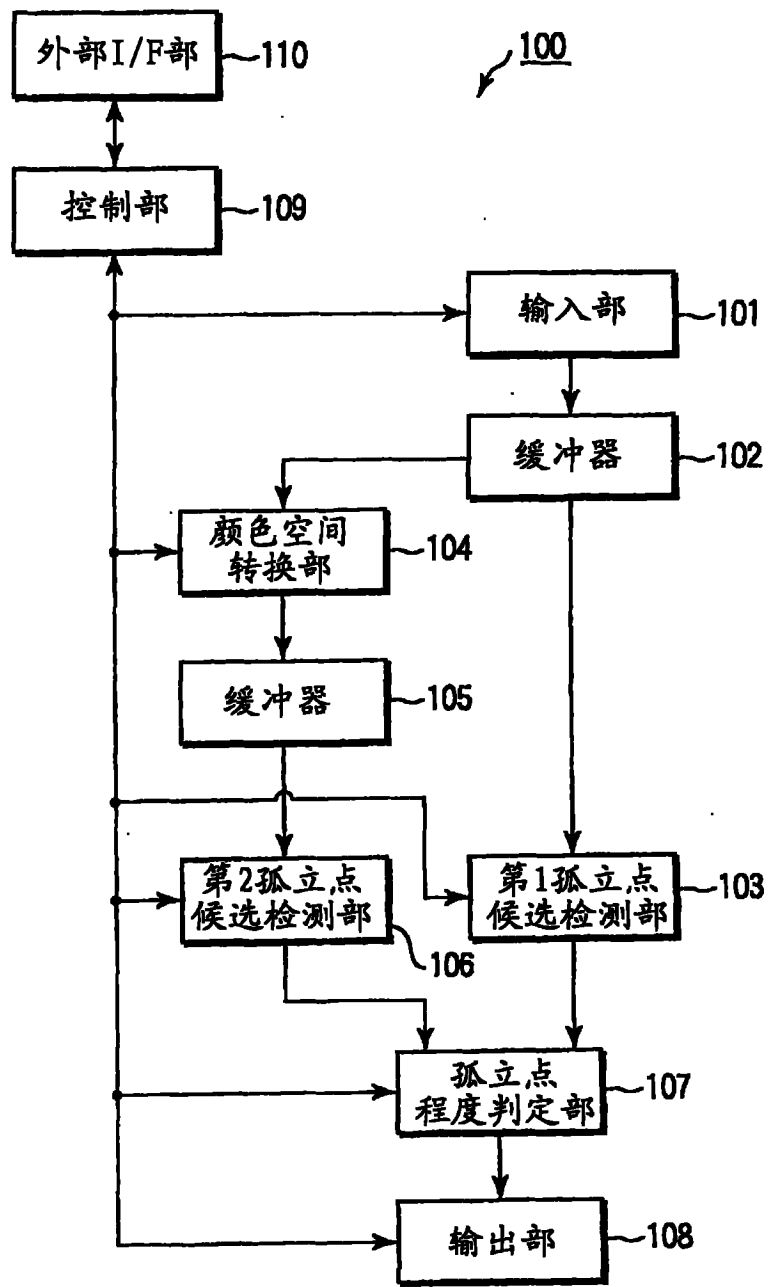 外部I/F部
110
100
控制部
109
输入部
101
缓冲器
102
颜色空间
转换部
104
缓冲器
105
第2孤立点
候选检测部
106
第1孤立点
候选检测部
103
孤立点
程度判定部
107
输出部
108